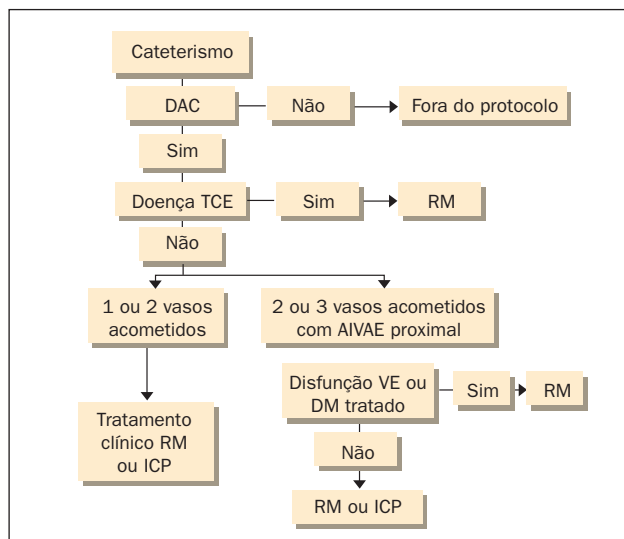 Cateterismo
DAC
Não
Fora do protocolo
Sim
Doença TCE
Sim
RM
Não
1 ou 2 vasos
acometidos
2 ou 3 vasos acometidos
com AIVAE proximal
Disfunção VE ou
DM tratado
Sim
RM
Tratamento
clínico RM
ou ICP
Não
RM ou ICP